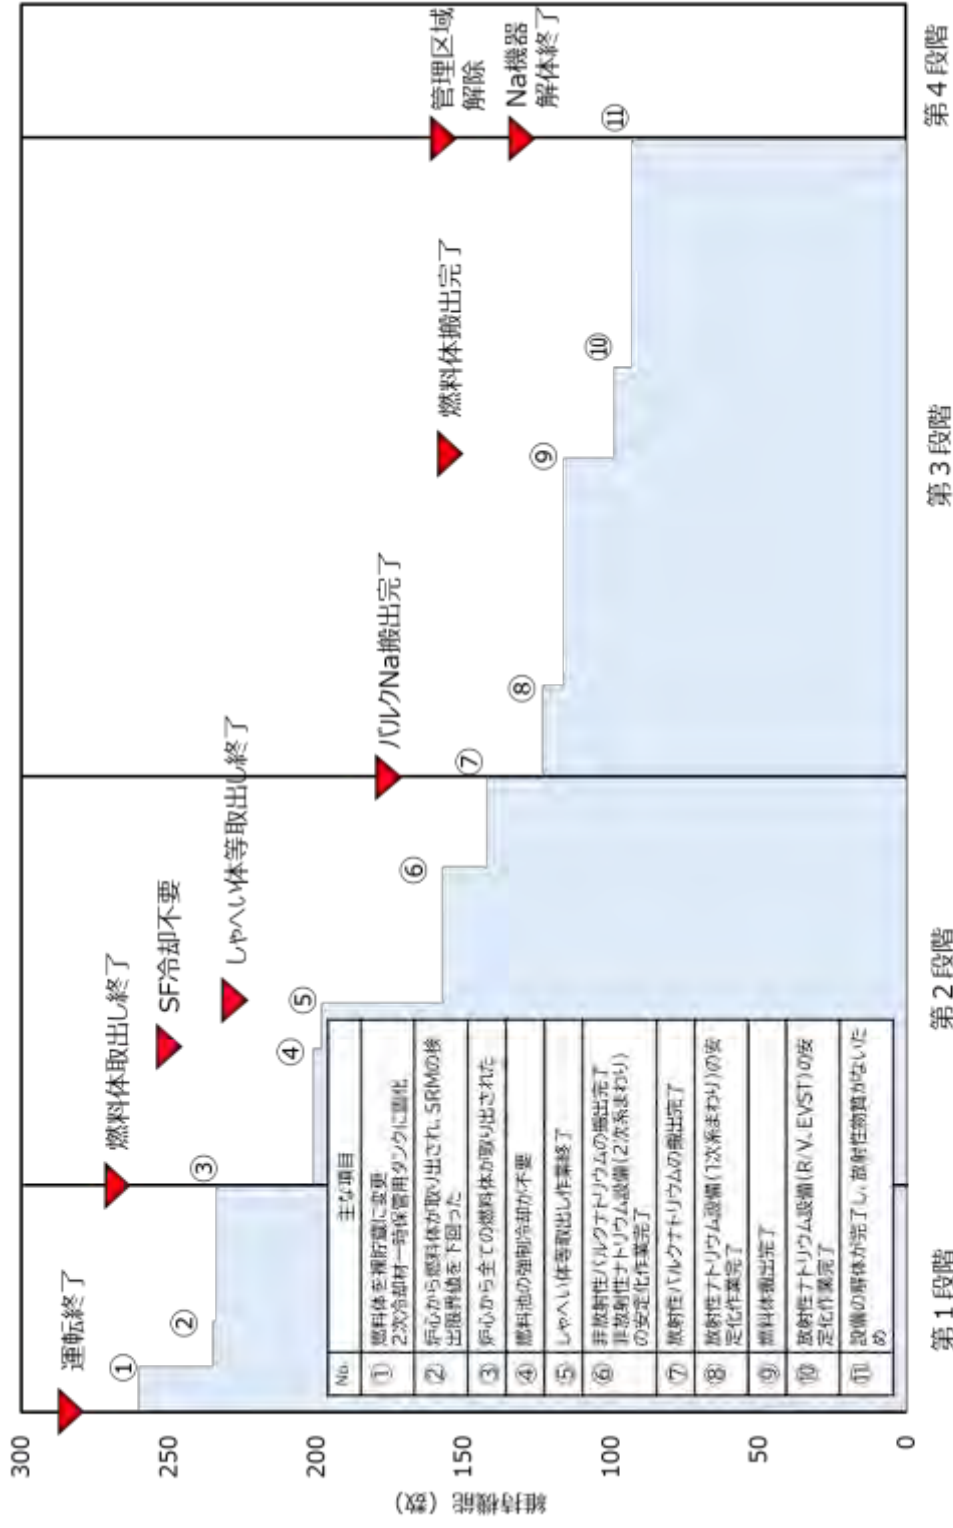 維持機能（数）
300
250
200
150
100
50
0
運転終了
燃料体取出し終了
SF冷却不要
しゃへい体等取出し終了
バルクNa搬出完了
燃料体搬出完了
管理区域
解除
Na機器
解体終了
①
②
③
④
⑤
⑥
⑦
⑧
⑨
⑩
⑪
No. 主な項目
① 燃料体を裸貯蔵に変更
2次冷却材一時保管用タンクに固化
② 炉心から燃料体が取り出され、SRMの検
出限界値を下回った
③ 炉心から全ての燃料体が取り出された
④ 燃料池の強制冷却が不要
⑤ しゃへい体等取出し作業終了
⑥ 非放射性バルクナトリウムの搬出完了
非放射性ナトリウム設備(2次系まわり)
の安定化作業完了
⑦ 放射性バルクナトリウムの搬出完了
⑧ 放射性ナトリウム設備(1次系まわり)の安
定化作業完了
⑨ 燃料体搬出完了
⑩ 放射性ナトリウム設備(R/V、EVST)の安
定化作業完了
⑪ 設備の解体が完了し、放射性物質がないた
め
第1段階
第2段階
第3段階
第4段階